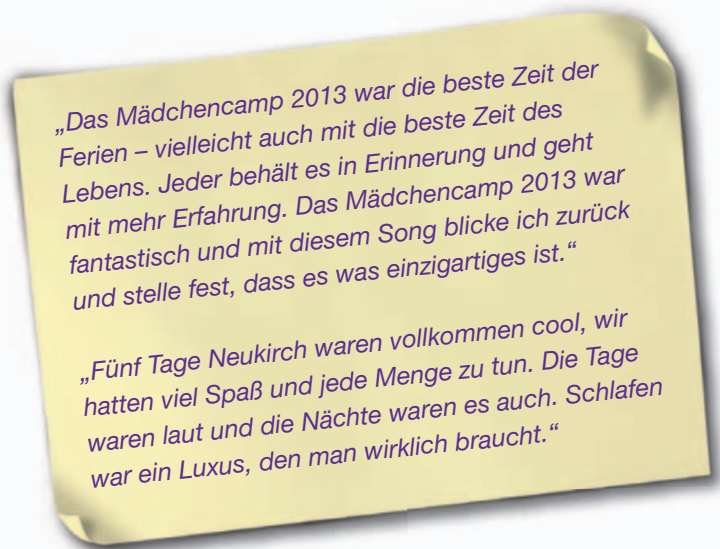 „Das Mädchencamp 2013 war die beste Zeit der
Ferien – vielleicht auch mit die beste Zeit des
Lebens. Jeder behält es in Erinnerung und geht
mit mehr Erfahrung. Das Mädchencamp 2013 war
fantastisch und mit diesem Song blicke ich zurück
und stelle fest, dass es was einzigartiges ist.“
„Fünf Tage Neukirch waren vollkommen cool, wir
hatten viel Spaß und jede Menge zu tun. Die Tage
waren laut und die Nächte waren es auch. Schlafen
war ein Luxus, den man wirklich braucht.“